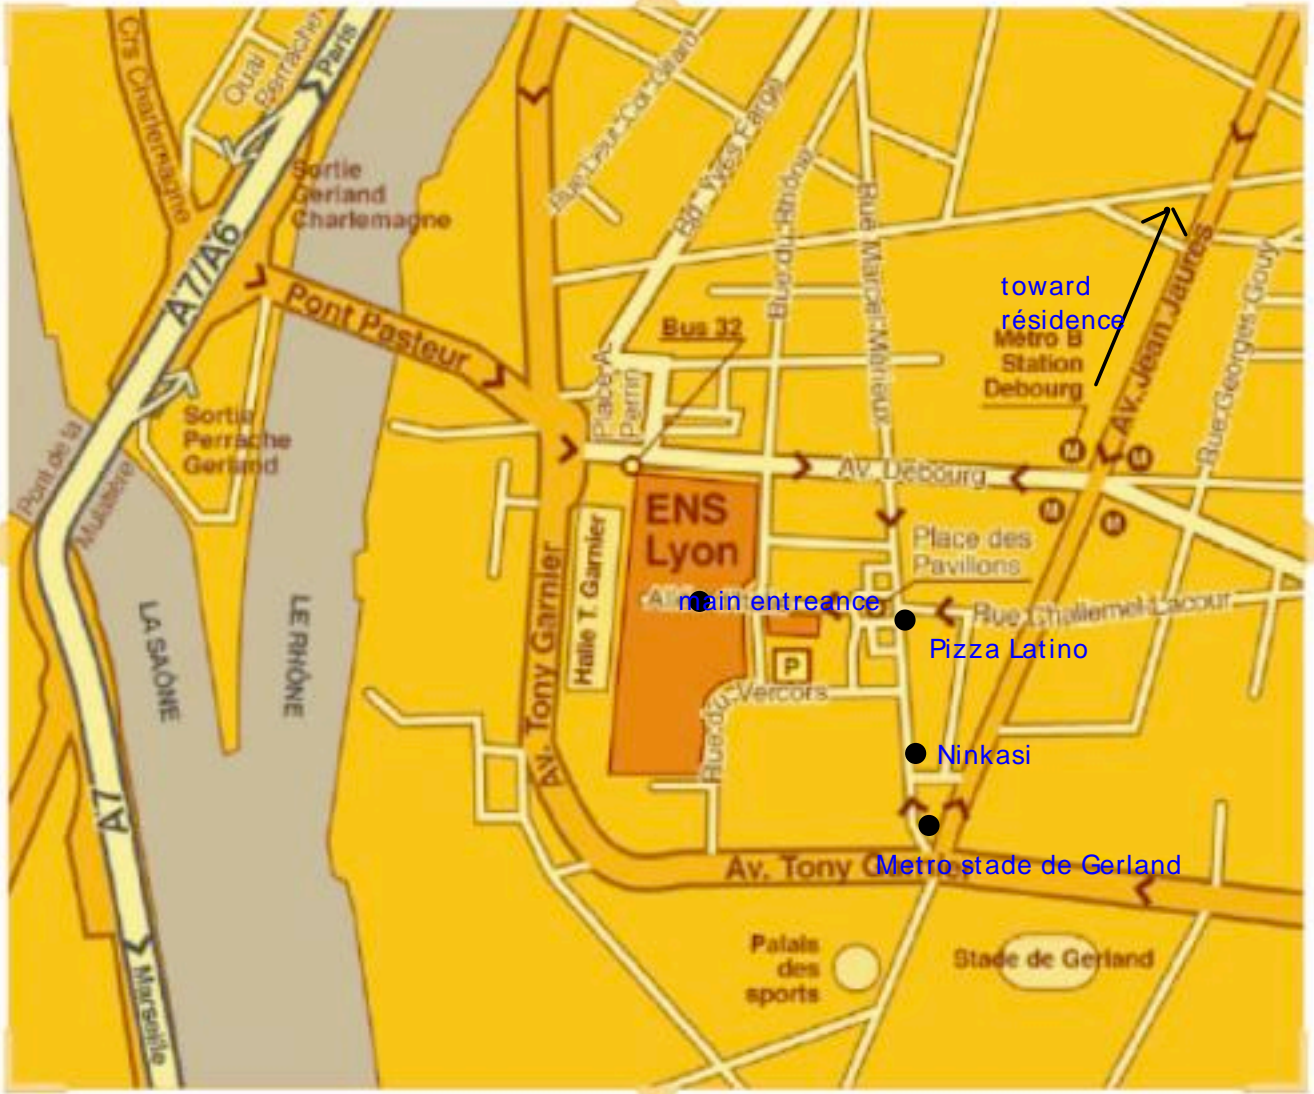 Crs Charlemagne
Quai
Perrache
Paris
Sortie
Gerland
Charlemagne
A7/A6
Pont Pasteur
Sortie
Perrache
Gerland
Pont de la
Mulatière
LA SAÔNE
LE RHÔNE
A7
Marseille
Rue Lieut. Col. Girard
Bd. Yves Farge
Rue du Rhône
Rue Marcel Mérieux
Bus 32
Place A.
Perrin
toward
résidence
Métro B
Station
Debourg
Av. Jean Jaurès
Rue Georges Gouy
M
M
M
M
Av. Debourg
ENS
Lyon
Halle T. Garnier
Av. Tony Garnier
main entreance
Place des
Pavillons
Rue Challemel-Lacour
Pizza Latino
P
Rue du Vercors
Ninkasi
Av. Tony
Metro stade de Gerland
Palais
des
sports
Stade de Gerland